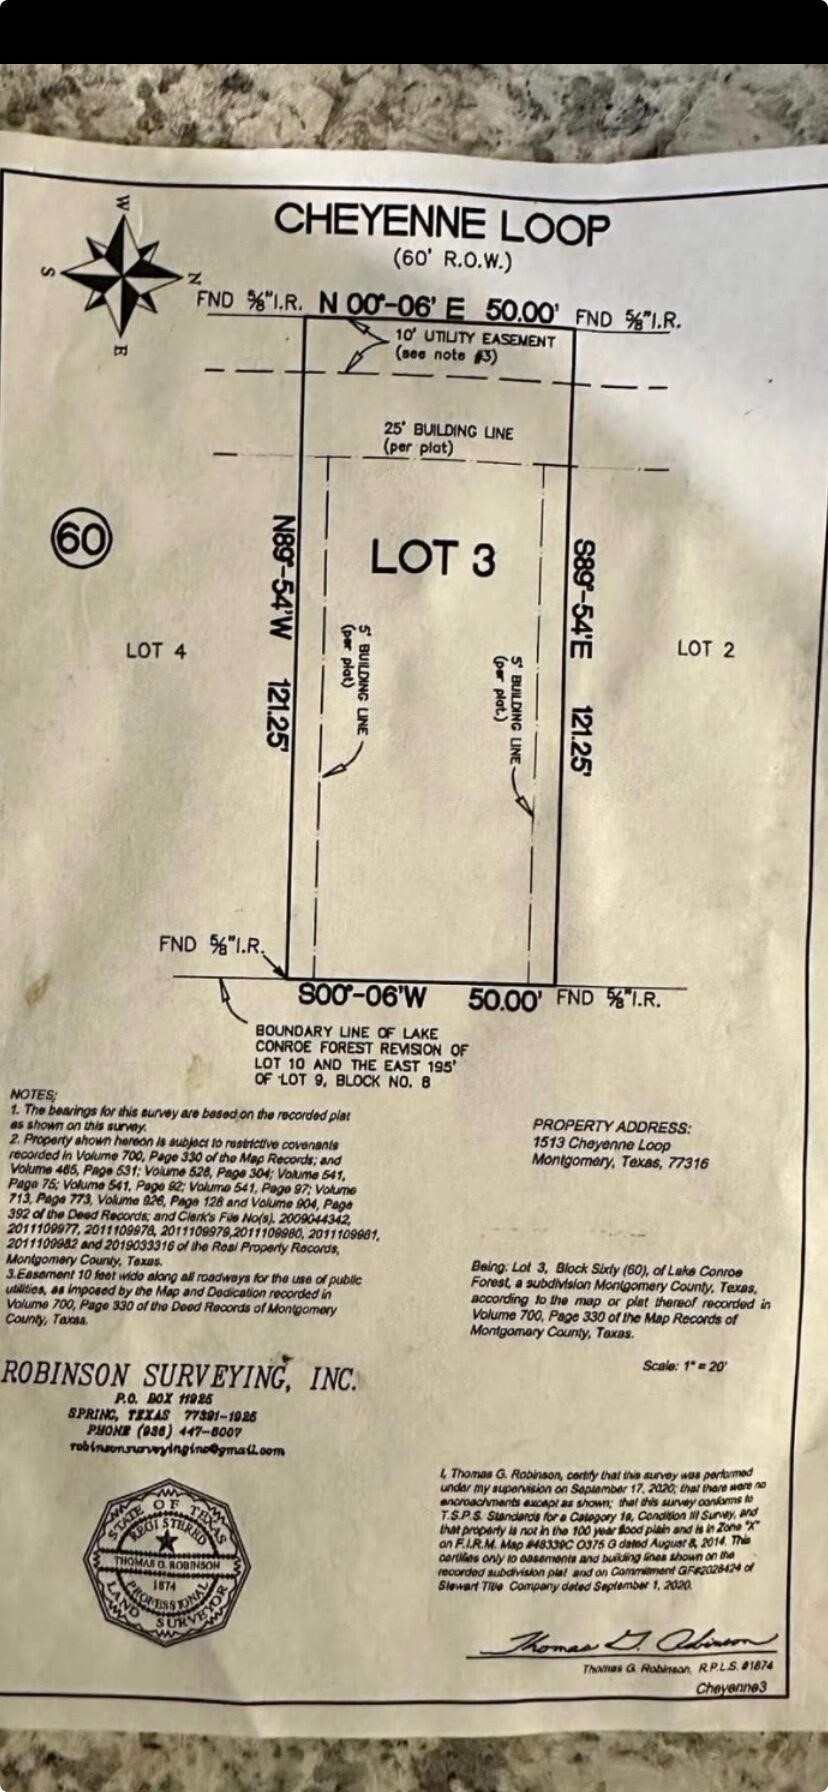 W
S
N
E
CHEYENNE LOOP
(60' R.O.W.)
FND ⅝"I.R. N 00°-06' E 50.00' FND ⅝"I.R.
10' UTILITY EASEMENT
(see note #3)
25' BUILDING LINE
(per plat)
60
LOT 3
N89°-54'W 121.25'
S89°-54'E 121.25'
LOT 4
LOT 2
5' BUILDING LINE
(per plat)
5' BUILDING LINE
(per plat.)
FND ⅝"I.R.
S00°-06'W 50.00' FND ⅝"I.R.
BOUNDARY LINE OF LAKE
CONROE FOREST REVISION OF
LOT 10 AND THE EAST 195'
OF LOT 9, BLOCK NO. 8
NOTES;
1. The bearings for this survey are based on the recorded plat
as shown on this survey.
2. Property shown hereon is subject to restrictive covenants
recorded in Volume 700, Page 330 of the Map Records; and
Volume 465, Page 531; Volume 528, Page 304; Volume 541,
Page 75; Volume 541, Page 92; Volume 541, Page 97; Volume
713, Page 773, Volume 926, Page 128 and Volume 904, Page
392 of the Deed Records; and Clerk's File No(s). 2009044342,
2011109977, 2011109978, 2011109979,2011109980, 2011109981,
2011109982 and 2019033316 of the Real Property Records,
Montgomery County, Texas.
3.Easement 10 feet wide along all roadways for the use of public
utilities, as imposed by the Map and Dedication recorded in
Volume 700, Page 330 of the Deed Records of Montgomery
County, Texas.
PROPERTY ADDRESS:
1513 Cheyenne Loop
Montgomery, Texas, 77316
Being: Lot 3, Block Sixty (60), of Lake Conroe
Forest, a subdivision Montgomery County, Texas,
according to the map or plat thereof recorded in
Volume 700, Page 330 of the Map Records of
Montgomery County, Texas.
Scale: 1" = 20'
ROBINSON SURVEYING, INC.
P.O. BOX 11925
SPRING, TEXAS 77391-1925
PHONE (936) 447-6007
robinsonsurveyinginc@gmail.com
STATE OF TEXAS
REGISTERED
THOMAS G. ROBINSON
1874
PROFESSIONAL
LAND SURVEYOR
I, Thomas G. Robinson, certify that this survey was performed
under my supervision on September 17, 2020; that there were no
encroachments except as shown; that this survey conforms to
T.S.P.S. Standards for a Category 1a, Condition III Survey, and
that property is not in the 100 year flood plain and is in Zone "X"
on F.I.R.M. Map #48339C O375 G dated August 8, 2014. This
certifies only to easements and building lines shown on the
recorded subdivision plat and on Commitment GF#2028424 of
Stewart Title Company dated September 1, 2020.
Thomas G. Robinson
Thomas G. Robinson, R.P.L.S. #1874
Cheyenne3